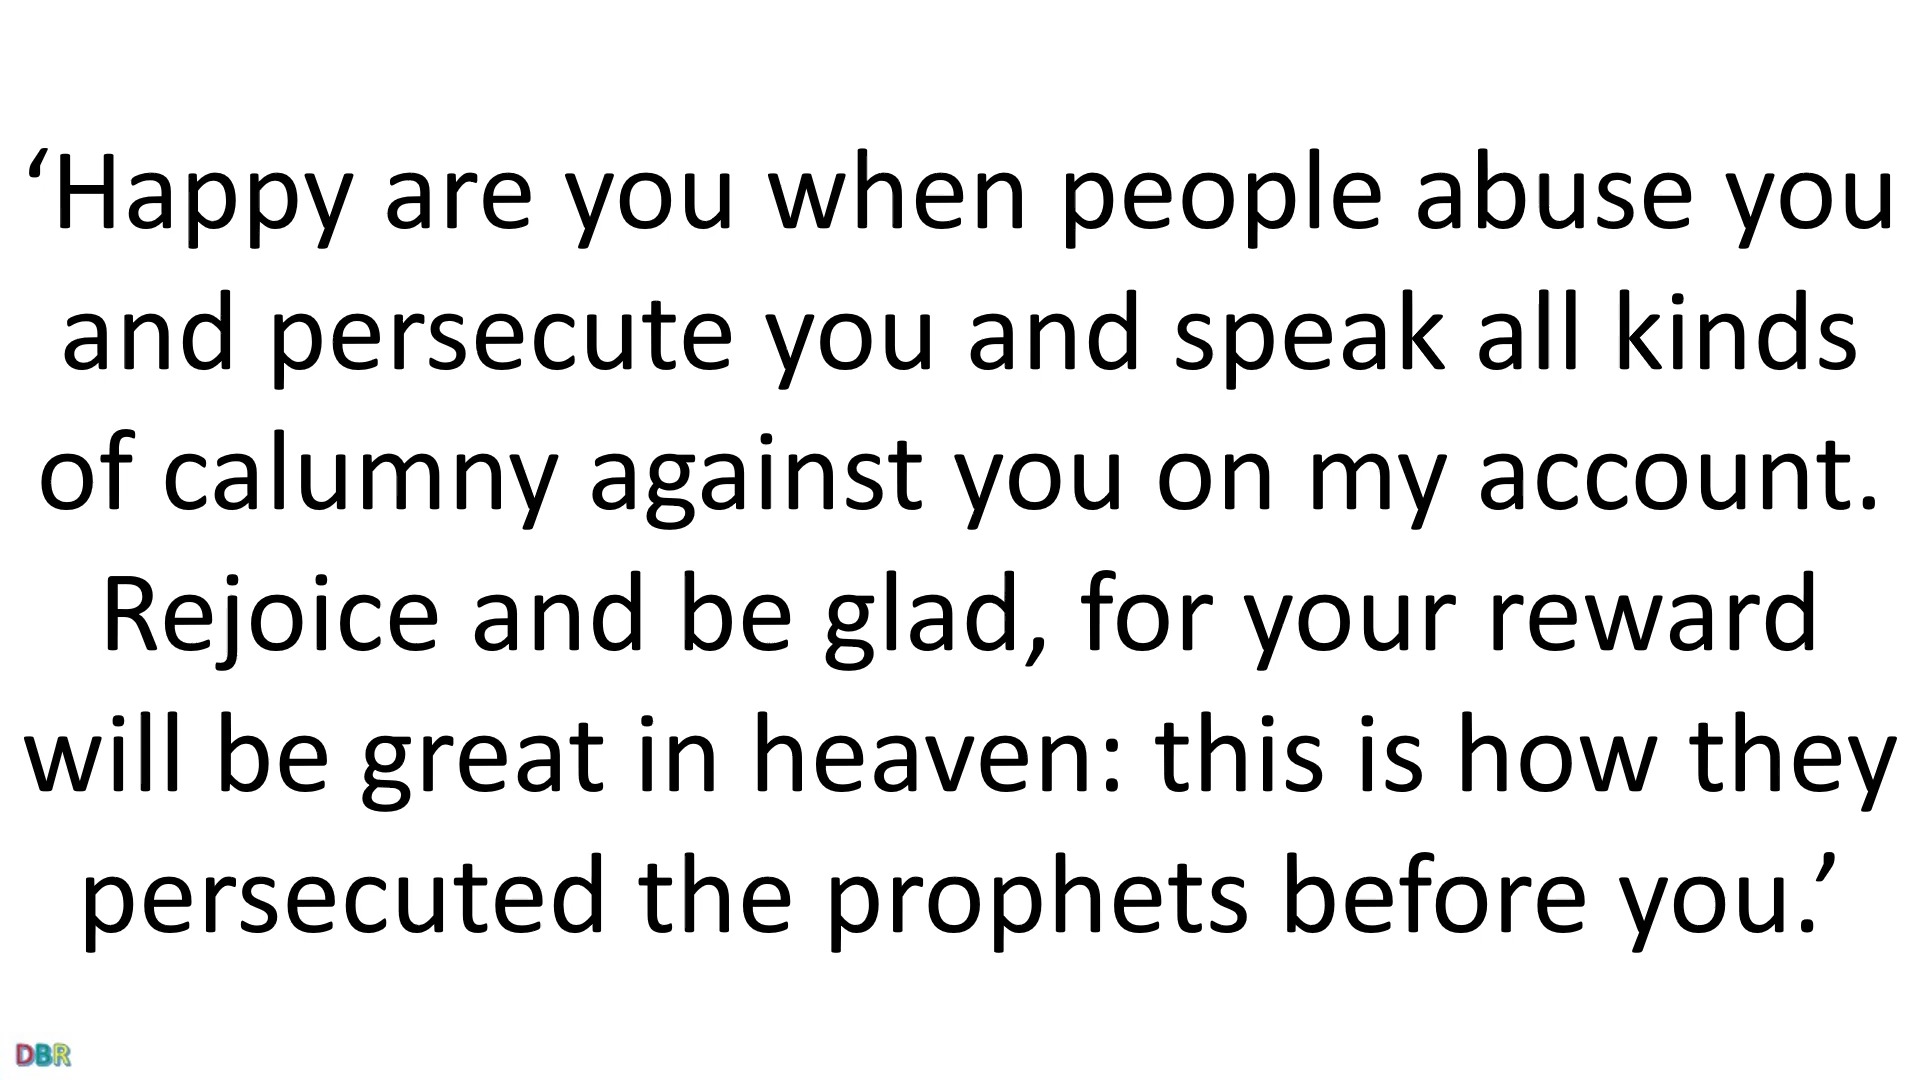 ‘Happy are you when people abuse you
and persecute you and speak all kinds
of calumny against you on my account.
Rejoice and be glad, for your reward
will be great in heaven: this is how they
persecuted the prophets before you.’
DBR